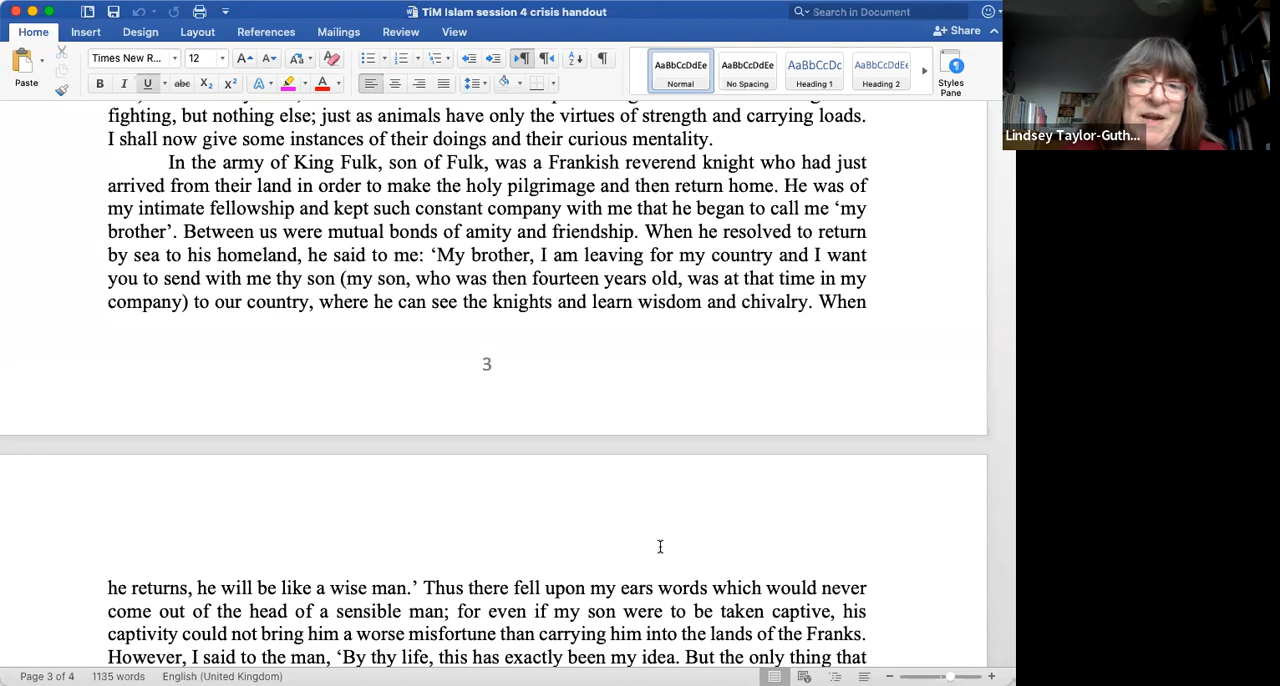 TiM Islam session 4 crisis handout
Search in Document
Home Insert Design Layout References Mailings Review View
Share
Paste
Times New R... 12
AaBbCcDdEe AaBbCcDdEe AaBbCcDc AaBbCcDdEe
Normal No Spacing Heading 1 Heading 2
Styles Pane
Lindsey Taylor-Guth...
fighting, but nothing else; just as animals have only the virtues of strength and carrying loads.
I shall now give some instances of their doings and their curious mentality.
In the army of King Fulk, son of Fulk, was a Frankish reverend knight who had just
arrived from their land in order to make the holy pilgrimage and then return home. He was of
my intimate fellowship and kept such constant company with me that he began to call me ‘my
brother’. Between us were mutual bonds of amity and friendship. When he resolved to return
by sea to his homeland, he said to me: ‘My brother, I am leaving for my country and I want
you to send with me thy son (my son, who was then fourteen years old, was at that time in my
company) to our country, where he can see the knights and learn wisdom and chivalry. When
3
he returns, he will be like a wise man.’ Thus there fell upon my ears words which would never
come out of the head of a sensible man; for even if my son were to be taken captive, his
captivity could not bring him a worse misfortune than carrying him into the lands of the Franks.
However, I said to the man, ‘By thy life, this has exactly been my idea. But the only thing that
Page 3 of 4 1135 words English (United Kingdom)